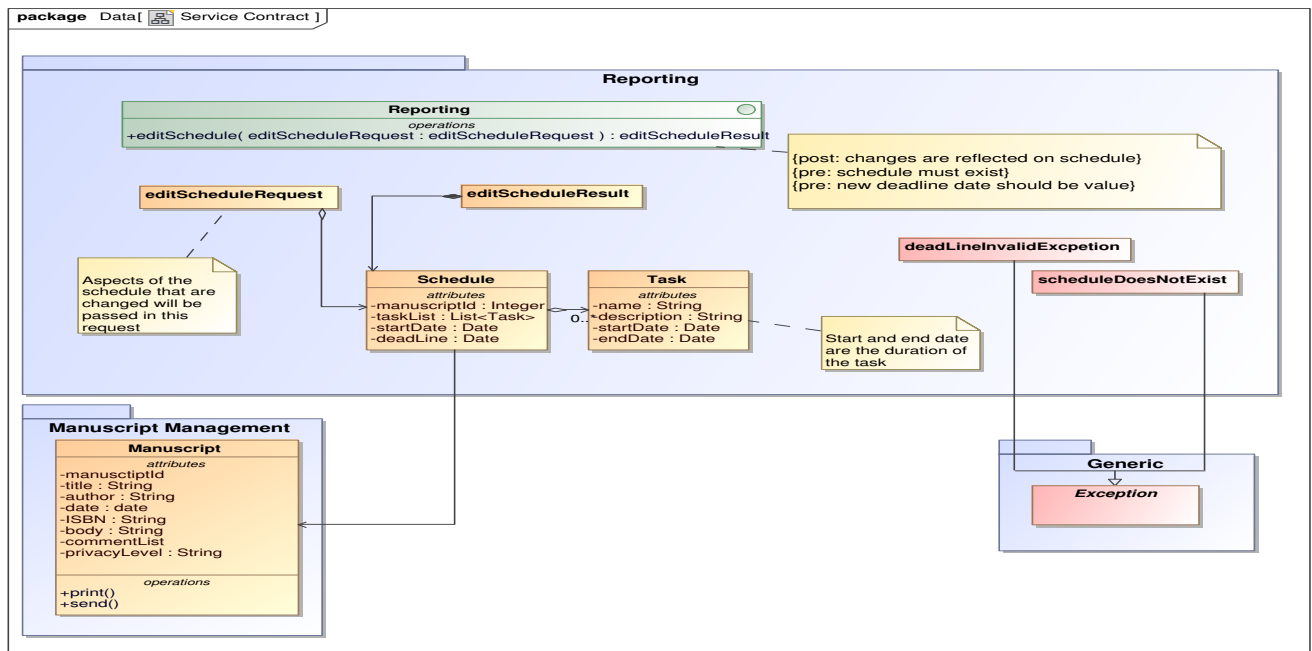 package Data[ Service Contract ]
Reporting
Reporting
operations
+editSchedule( editScheduleRequest : editScheduleRequest ) : editScheduleResult
{post: changes are reflected on schedule}
{pre: schedule must exist}
{pre: new deadline date should be value}
editScheduleRequest
editScheduleResult
Aspects of the
schedule that are
changed will be
passed in this
request
Schedule
attributes
-manuscriptId : Integer
-taskList : List<Task>
-startDate : Date
-deadLine : Date
0..*
Task
attributes
-name : String
-description : String
-startDate : Date
-endDate : Date
Start and end date
are the duration of
the task
deadLineInvalidExcpetion
scheduleDoesNotExist
Manuscript Management
Manuscript
attributes
-manusctiptId
-title : String
-author : String
-date : date
-ISBN : String
-body : String
-commentList
-privacyLevel : String
operations
+print()
+send()
Generic
Exception